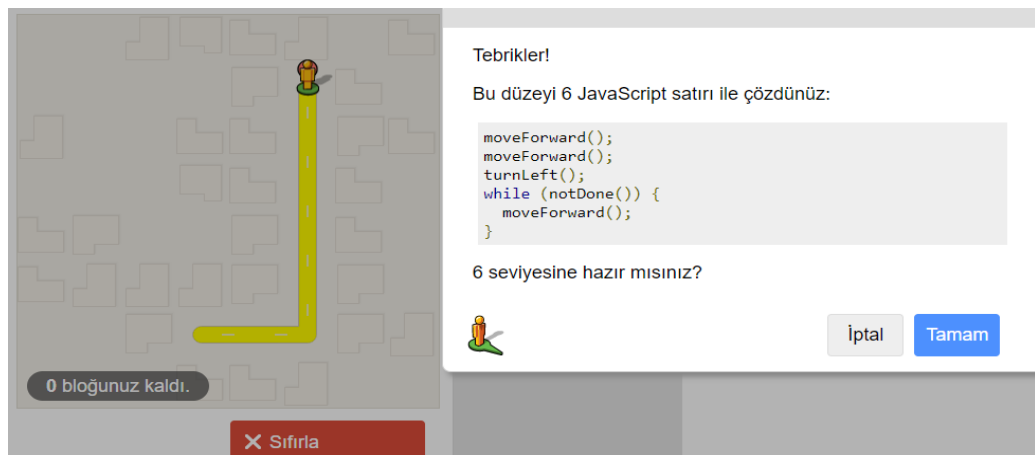 Tebrikler!
Bu düzeyi 6 JavaScript satırı ile çözdünüz:
moveForward();
moveForward();
turnLeft();
while (notDone()) {
  moveForward();
}
6 seviyesine hazır mısınız?
İptal
Tamam
0 bloğunuz kaldı.
Sıfırla